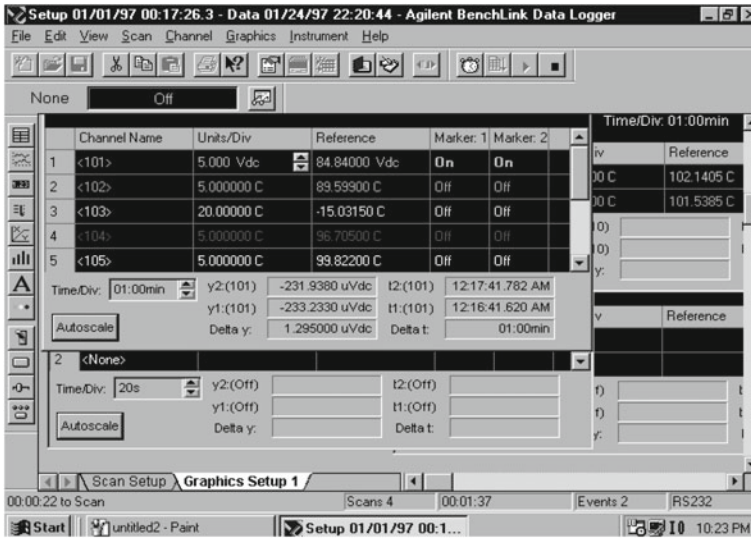 Setup 01/01/97 00:17:26.3 - Data 01/24/97 22:20:44 - Agilent BenchLink Data Logger
File Edit View Scan Channel Graphics Instrument Help
None Off
Time/Div: 01:00min
Channel Name Units/Div Reference Marker: 1 Marker: 2
iv Reference
1 <101> 5.000 Vdc 84.84000 Vdc On On
00 C 102.1405 C
2 <102> 5.000000 C 89.59900 C Off Off
00 C 101.5385 C
3 <103> 20.00000 C -15.03150 C Off Off
4 <104> 5.000000 C 96.70500 C Off Off
5 <105> 5.000000 C 99.82200 C Off Off
0)
0)
y:
Time/Div: 01:00min y2:(101) -231.9380 uVdc t2:(101) 12:17:41.782 AM
y1:(101) -233.2330 uVdc t1:(101) 12:16:41.620 AM
Autoscale Delta y: 1.295000 uVdc Delta t: 01:00min
v Reference
2 <None>
Time/Div: 20s y2:(Off) t2:(Off)
y1:(Off) t1:(Off)
Autoscale Delta y: Delta t:
f)
f)
y:
Scan Setup Graphics Setup 1
00:00:22 to Scan Scans 4 00:01:37 Events 2 RS232
Start untitled2 - Paint Setup 01/01/97 00:1... 10:23 PM